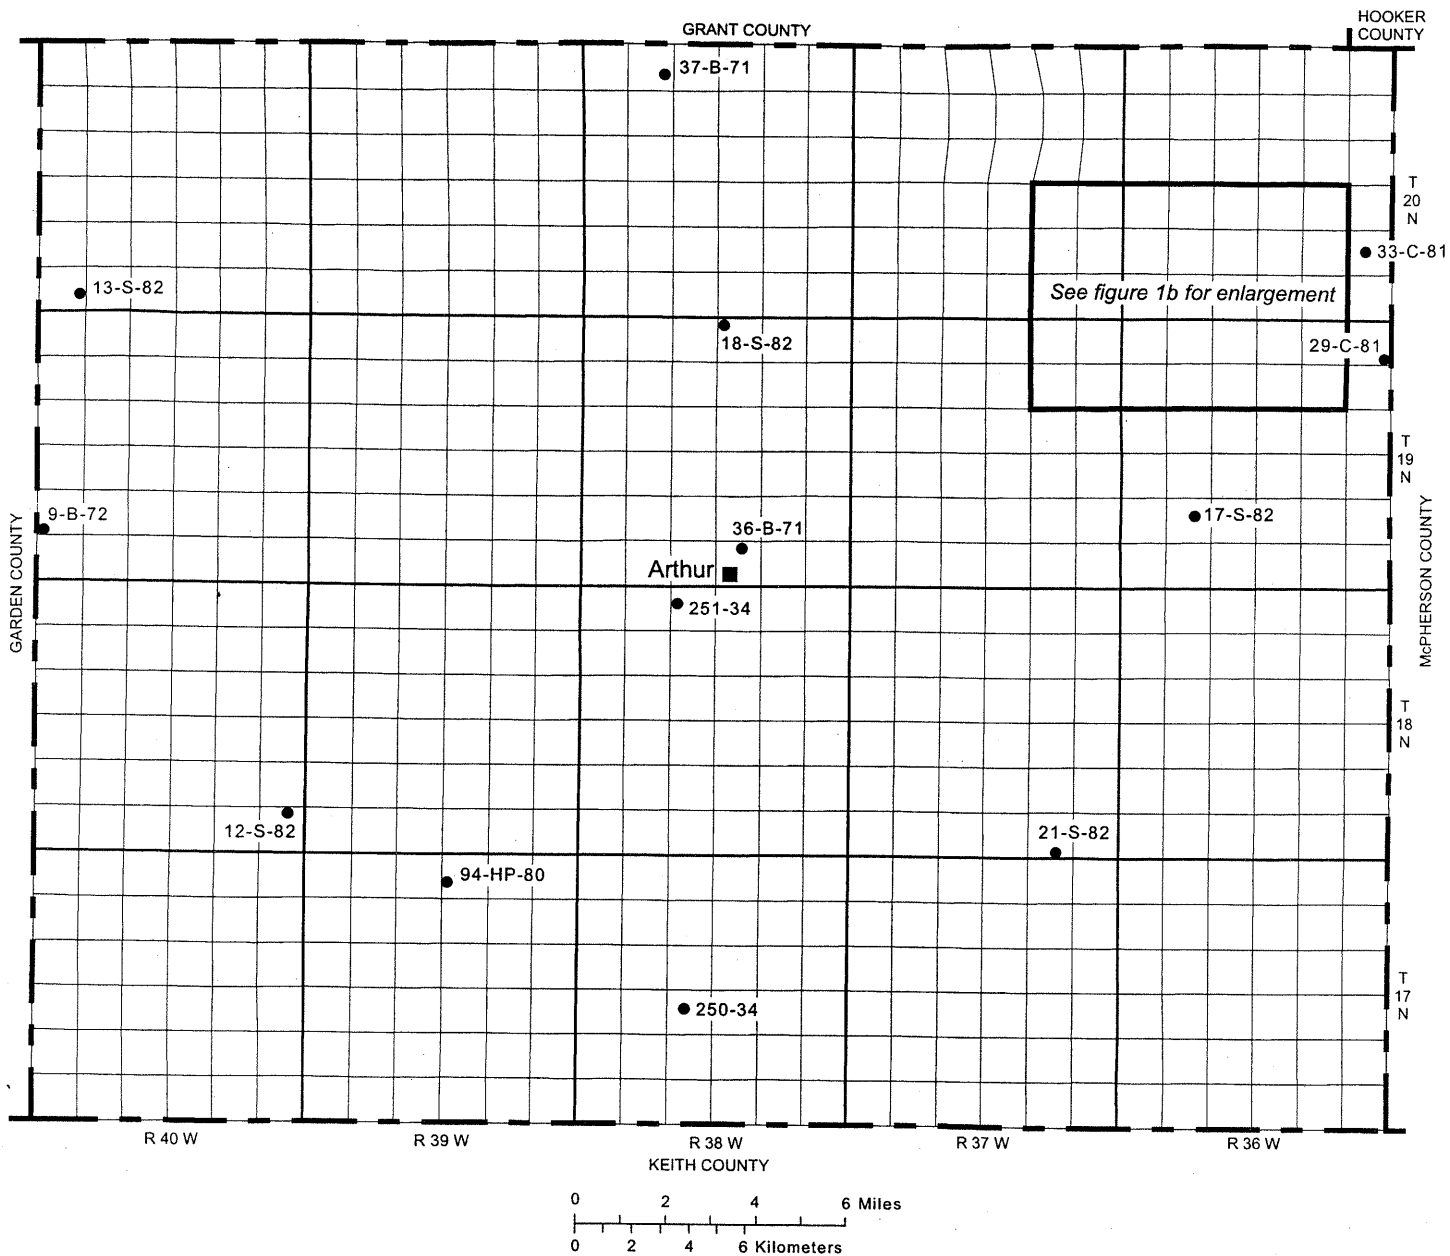 HOOKER
COUNTY
GRANT COUNTY
37-B-71
T
20
N
33-C-81
13-S-82
See figure 1b for enlargement
18-S-82
29-C-81
T
19
N
9-B-72
17-S-82
36-B-71
Arthur
251-34
GARDEN COUNTY
McPHERSON COUNTY
T
18
N
12-S-82
21-S-82
94-HP-80
T
17
N
250-34
R 40 W
R 39 W
R 38 W
R 37 W
R 36 W
KEITH COUNTY
0 2 4 6 Miles
0 2 4 6 Kilometers